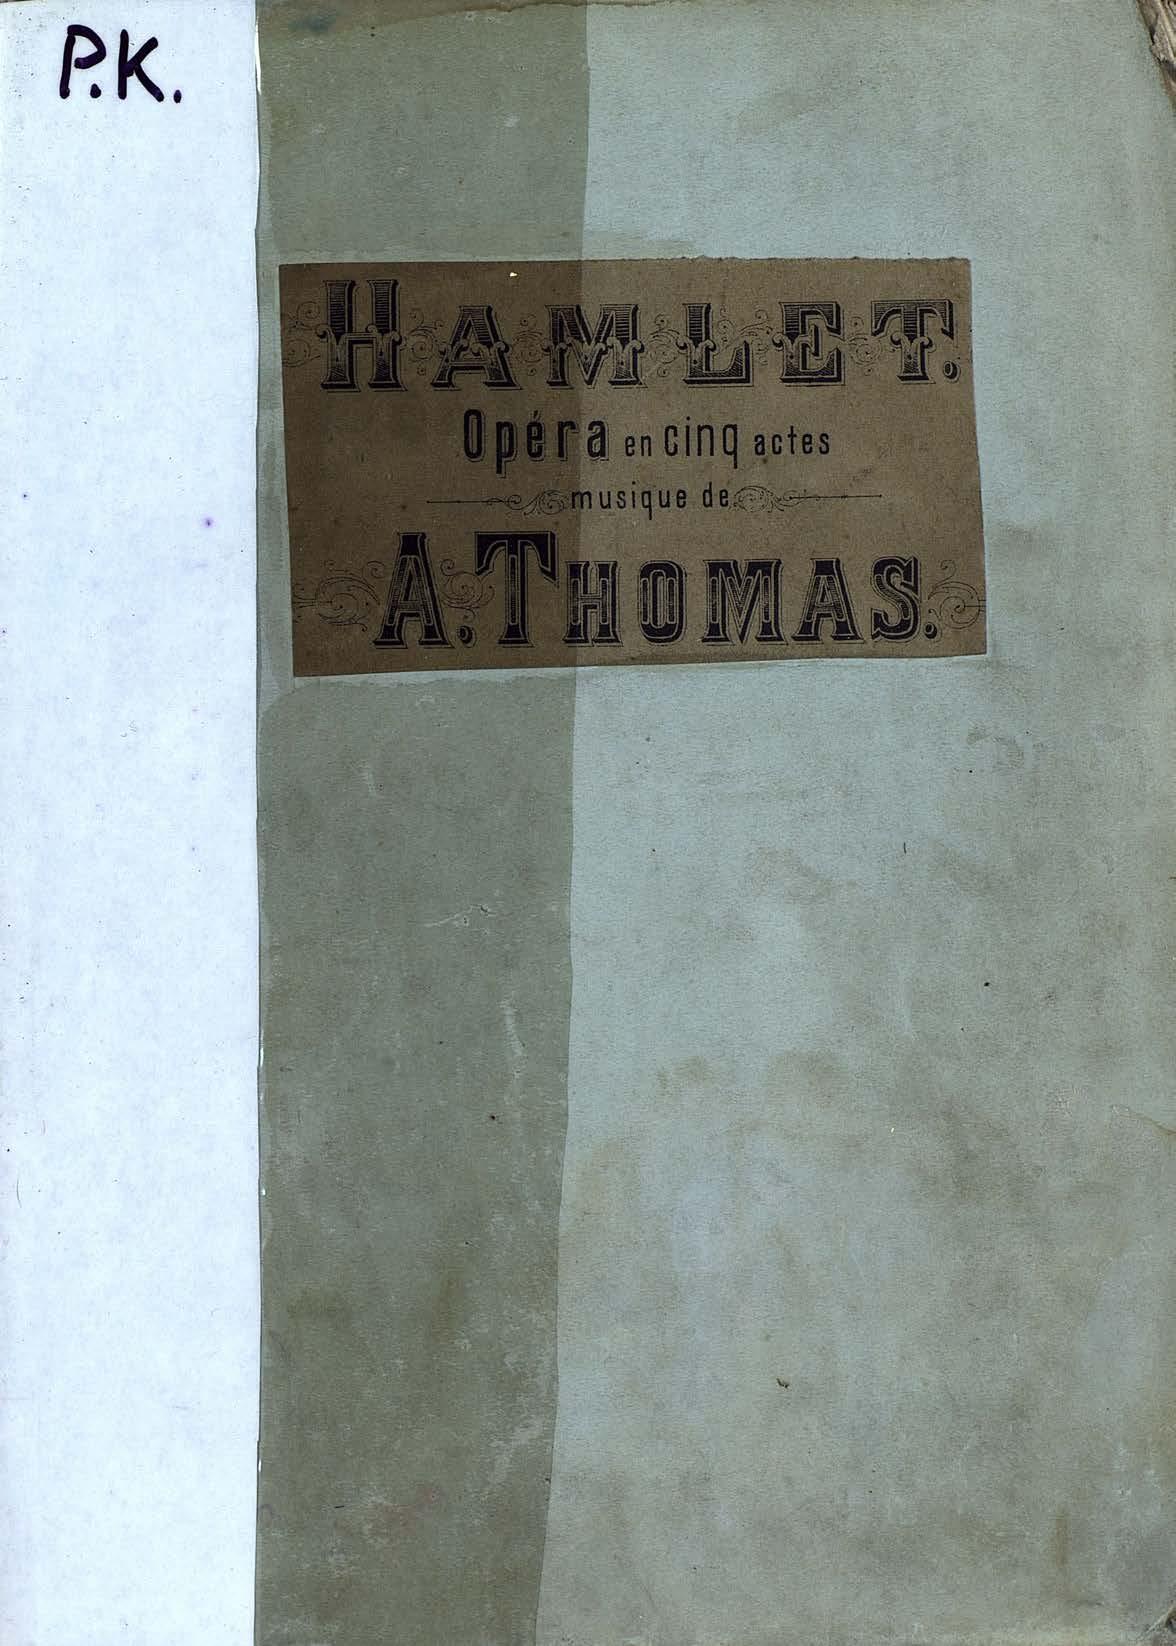 P.K.
HAMLET.
Opéra en cinq actes
musique de
A. THOMAS.